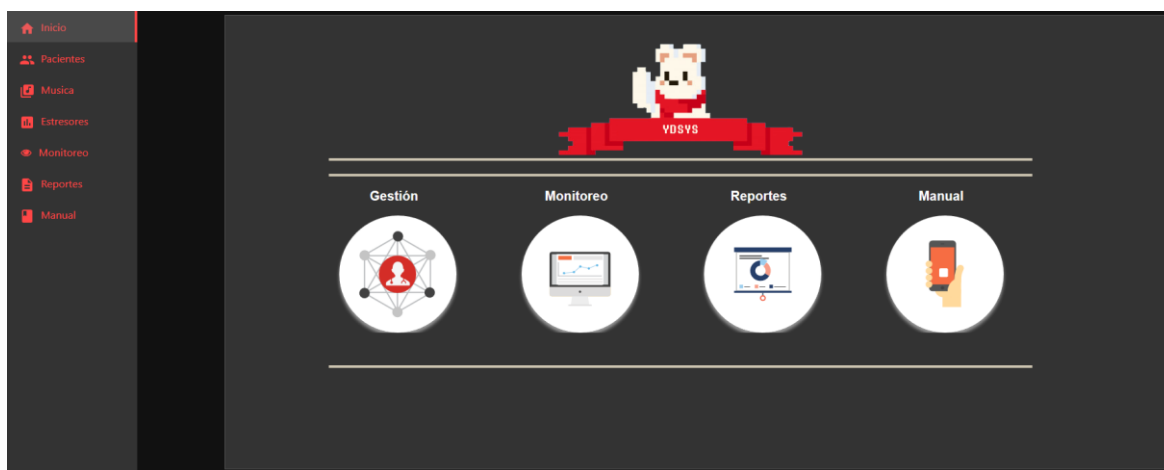 Inicio
Pacientes
Musica
Estresores
Monitoreo
Reportes
Manual
YDSYS
Gestión
Monitoreo
Reportes
Manual